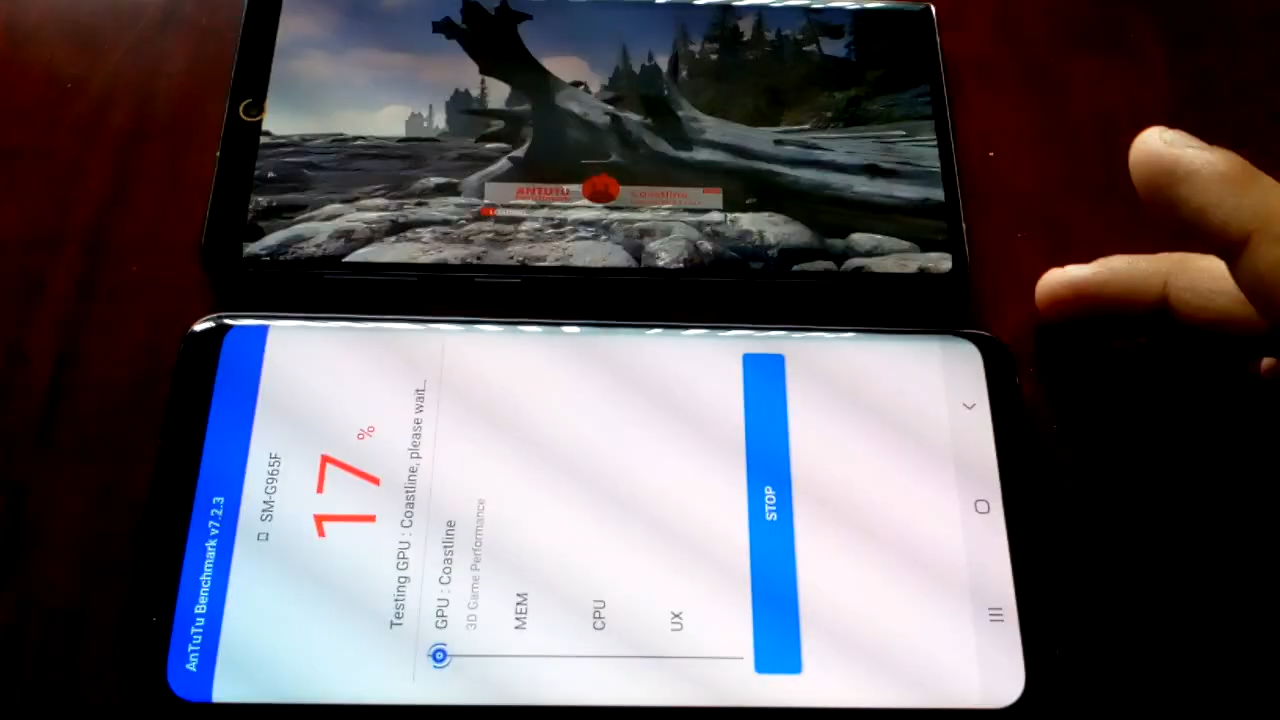 ANTUTU
Coastline
AnTuTu Benchmark v7.2.3
SM-G965F
17 %
Testing GPU : Coastline, please wait...
GPU : Coastline
3D Game Performance
MEM
CPU
UX
STOP